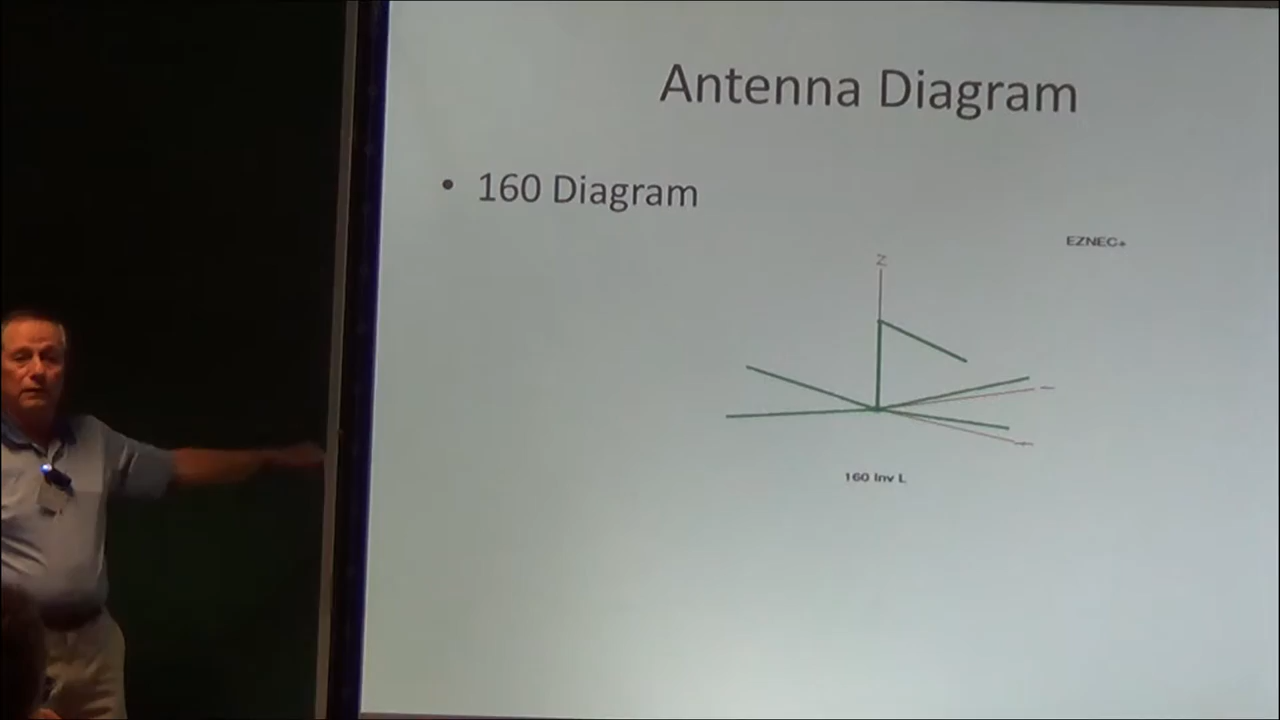 Antenna Diagram
• 160 Diagram
EZNEC+
Z
160 Inv L